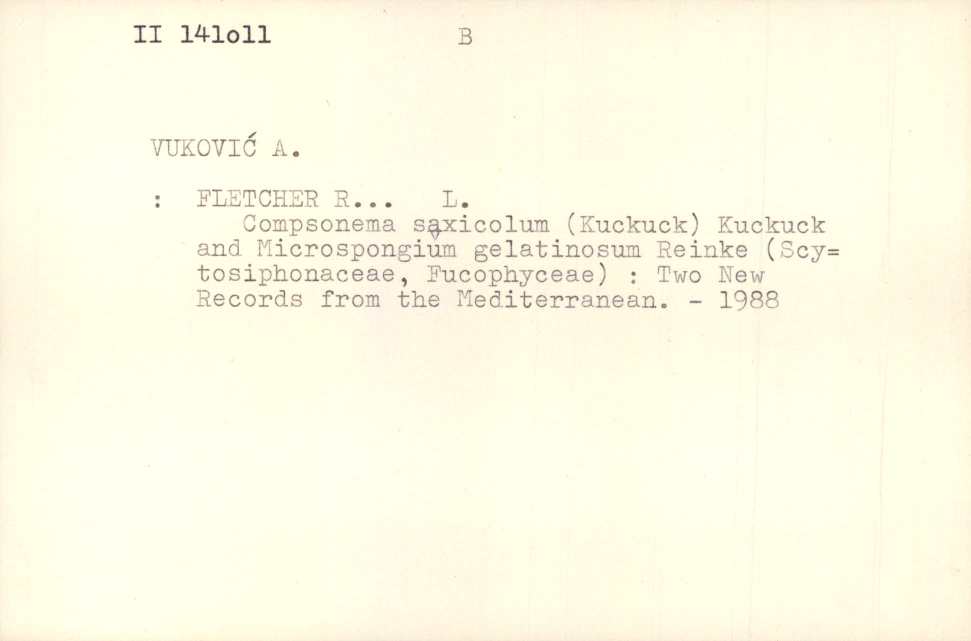 II 141o11 B
VUKOVIĆ A.
: FLETCHER R... L.
Compsonema saxicolum (Kuckuck) Kuckuck
and Microspongium gelatinosum Reinke (Scy=
tosiphonaceae, Fucophyceae) : Two New
Records from the Mediterranean. - 1988